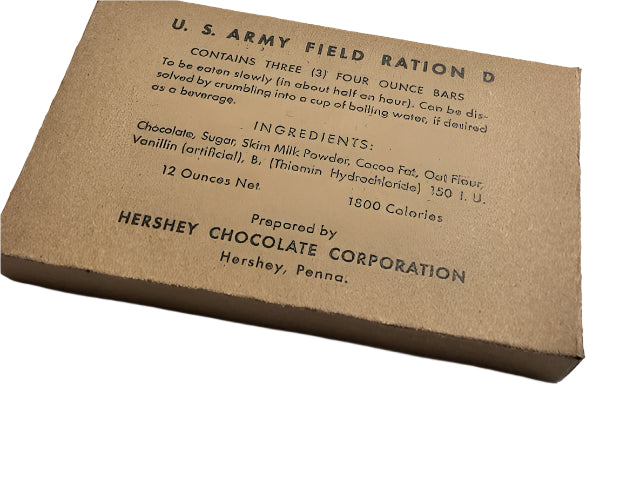 U. S. ARMY FIELD RATION D
CONTAINS THREE (3) FOUR OUNCE BARS
To be eaten slowly (in about half an hour). Can be dis-
solved by crumbling into a cup of boiling water, if desired
as a beverage.
INGREDIENTS:
Chocolate, Sugar, Skim Milk Powder, Cocoa Fat, Oat Flour,
Vanillin (artificial), B₁ (Thiamin Hydrochloride) 150 I. U.
12 Ounces Net.
1800 Calories
Prepared by
HERSHEY CHOCOLATE CORPORATION
Hershey, Penna.